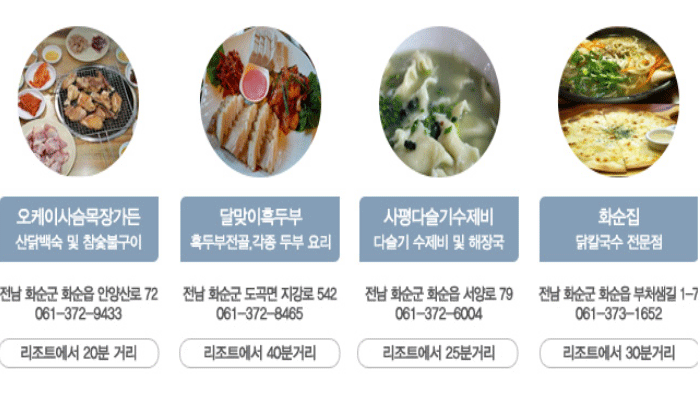 오케이사슴목장가든
산닭백숙 및 참숯불구이
전남 화순군 화순읍 안양산로 72
061-372-9433
리조트에서 20분 거리
달맞이흑두부
흑두부전골,각종 두부 요리
전남 화순군 도곡면 지강로 542
061-372-8465
리조트에서 40분거리
사평다슬기수제비
다슬기 수제비 및 해장국
전남 화순군 화순읍 서양로 79
061-372-6004
리조트에서 25분거리
화순집
닭칼국수 전문점
전남 화순군 화순읍 부처샘길 1-7
061-373-1652
리조트에서 30분거리